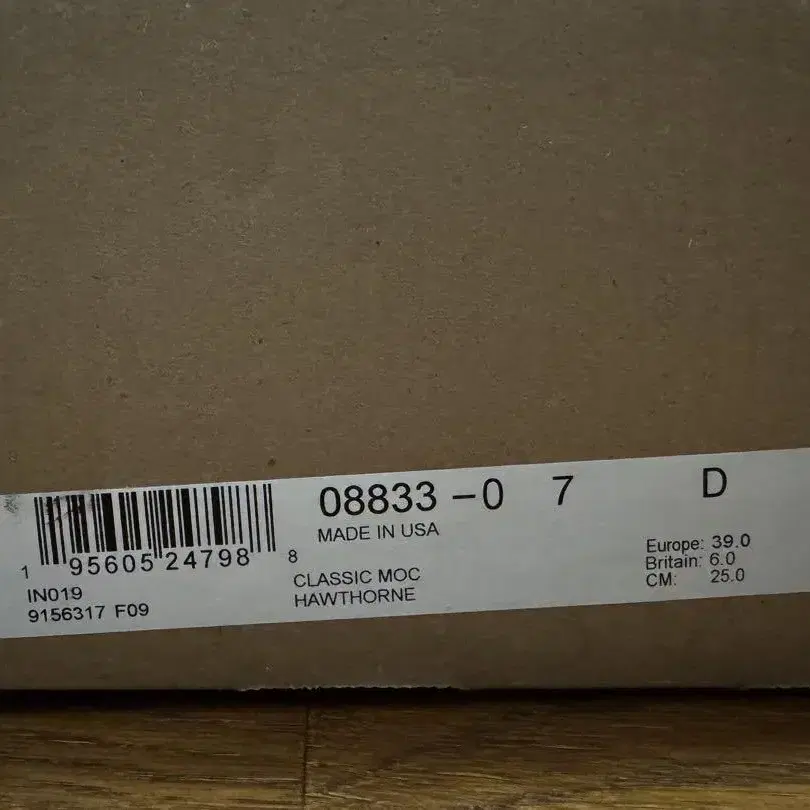 08833 -0 7 D
MADE IN USA
1 95605 24798 8
IN019
9156317 F09
CLASSIC MOC
HAWTHORNE
Europe: 39.0
Britain: 6.0
CM: 25.0